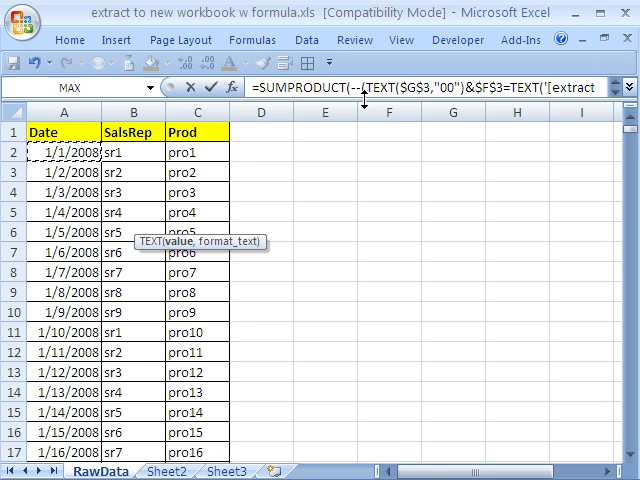 extract to new workbook w formula.xls [Compatibility Mode] - Microsoft Excel
Home Insert Page Layout Formulas Data Review View Developer Add-Ins
MAX =SUMPRODUCT(--(TEXT($G$3,"00")&$F$3=TEXT('[extract
A B C D E F G H I
1 Date SalsRep Prod
2 1/1/2008 sr1 pro1
3 1/2/2008 sr2 pro2
4 1/3/2008 sr3 pro3
5 1/4/2008 sr4 pro4
6 1/5/2008 sr5 pro5
TEXT(value, format_text)
7 1/6/2008 sr6 pro6
8 1/7/2008 sr7 pro7
9 1/8/2008 sr8 pro8
10 1/9/2008 sr9 pro9
11 1/10/2008 sr1 pro10
12 1/11/2008 sr2 pro11
13 1/12/2008 sr3 pro12
14 1/13/2008 sr4 pro13
15 1/14/2008 sr5 pro14
16 1/15/2008 sr6 pro15
17 1/16/2008 sr7 pro16
RawData Sheet2 Sheet3